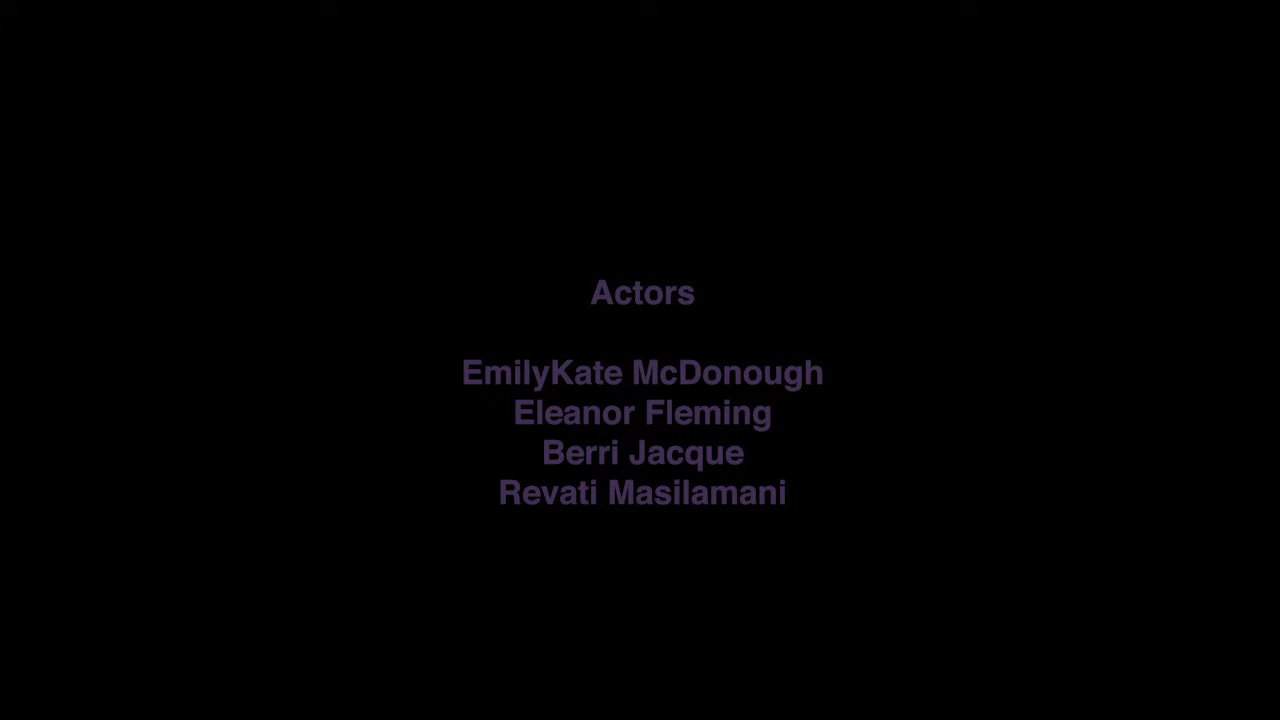 Actors
EmilyKate McDonough
Eleanor Fleming
Berri Jacque
Revati Masilamani